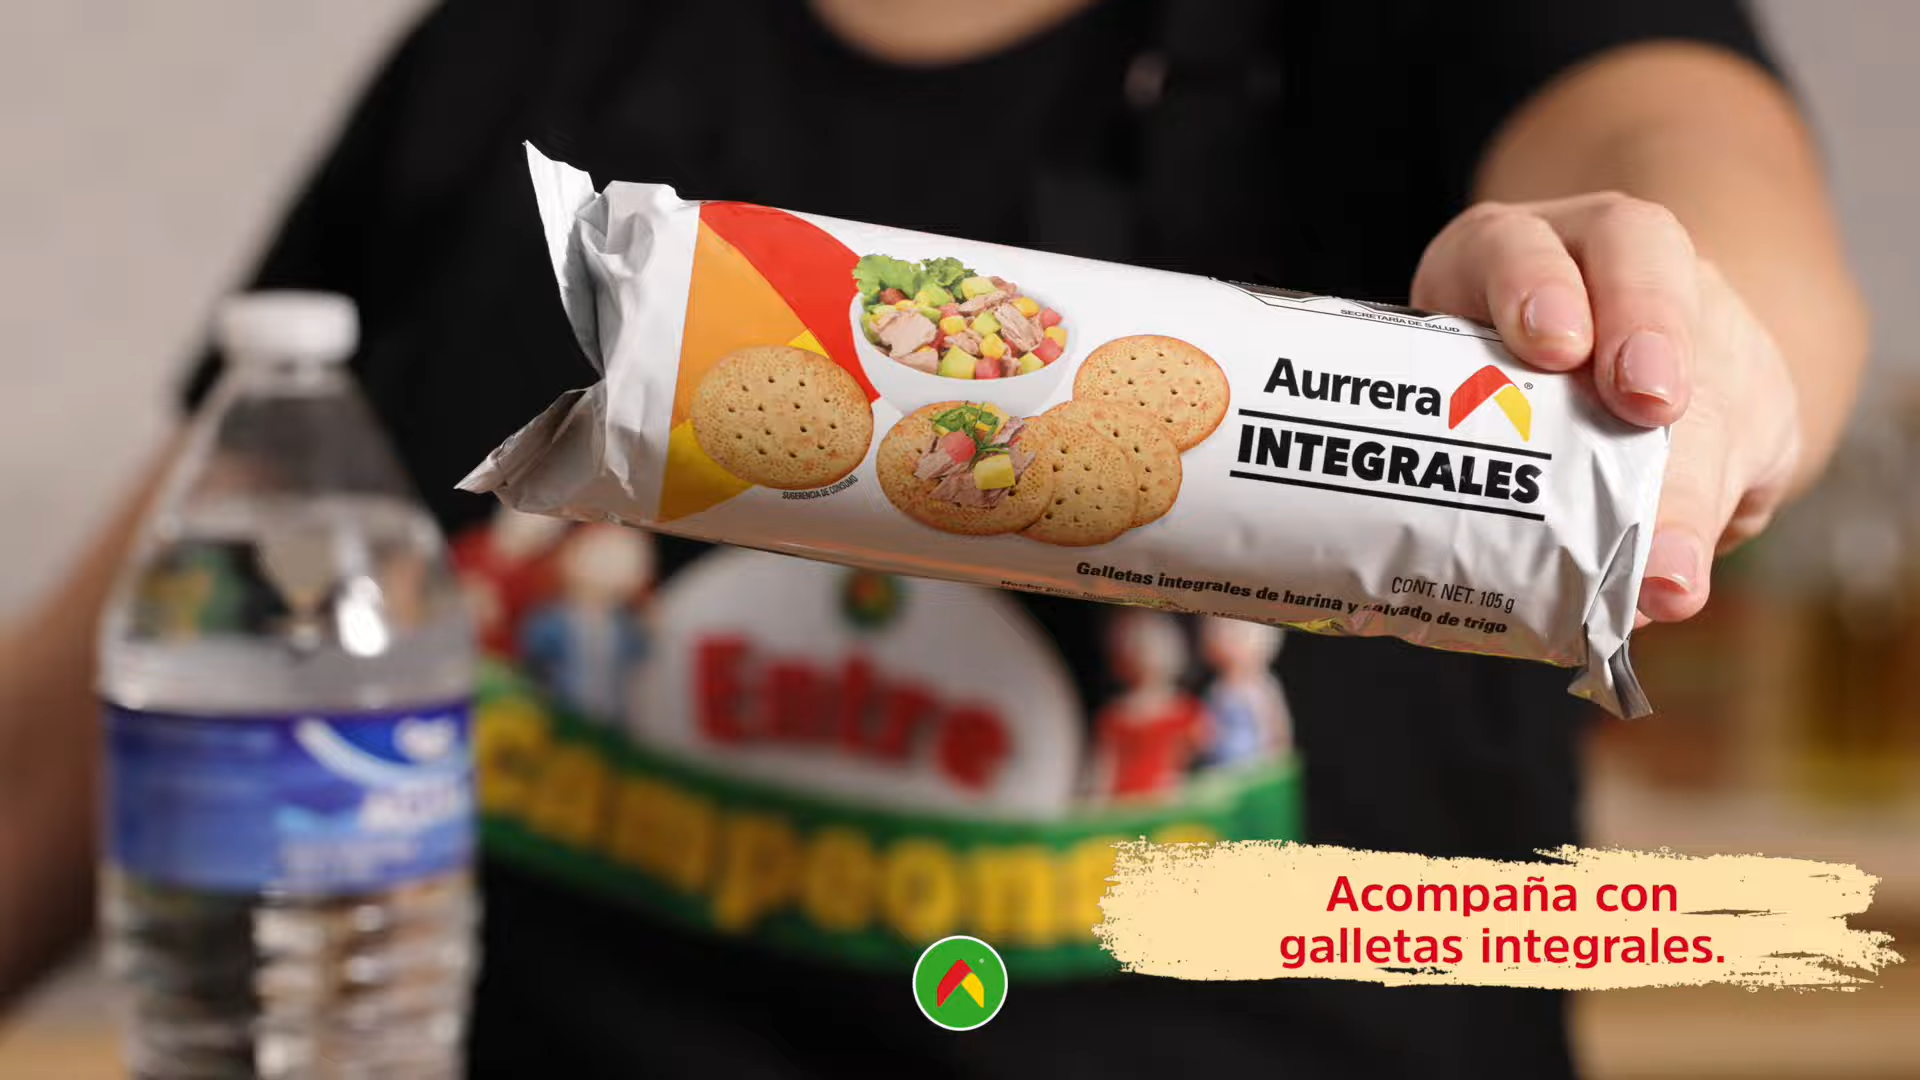 SECRETARÍA DE SALUD
Aurrera
INTEGRALES
SUGERENCIA DE CONSUMO
CONT. NET. 105 g
Galletas integrales de harina y salvado de trigo
Entre
Campeon
Acompaña con
galletas integrales.